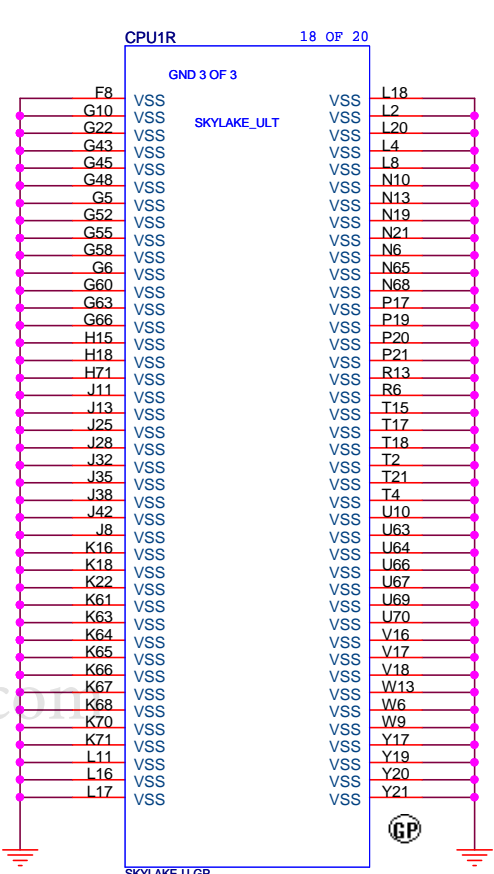 CPU1R 18 OF 20
GND 3 OF 3
SKYLAKE_ULT
F8 VSS VSS L18
G10 VSS VSS L2
G22 VSS VSS L20
G43 VSS VSS L4
G45 VSS VSS L8
G48 VSS VSS N10
G5 VSS VSS N13
G52 VSS VSS N19
G55 VSS VSS N21
G58 VSS VSS N6
G6 VSS VSS N65
G60 VSS VSS N68
G63 VSS VSS P17
G66 VSS VSS P19
H15 VSS VSS P20
H18 VSS VSS P21
H71 VSS VSS R13
J11 VSS VSS R6
J13 VSS VSS T15
J25 VSS VSS T17
J28 VSS VSS T18
J32 VSS VSS T2
J35 VSS VSS T21
J38 VSS VSS T4
J42 VSS VSS U10
J8 VSS VSS U63
K16 VSS VSS U64
K18 VSS VSS U66
K22 VSS VSS U67
K61 VSS VSS U69
K63 VSS VSS U70
K64 VSS VSS V16
K65 VSS VSS V17
K66 VSS VSS V18
K67 VSS VSS W13
K68 VSS VSS W6
K70 VSS VSS W9
K71 VSS VSS Y17
L11 VSS VSS Y19
L16 VSS VSS Y20
L17 VSS VSS Y21
com
GP
SKYLAKE-U-GP